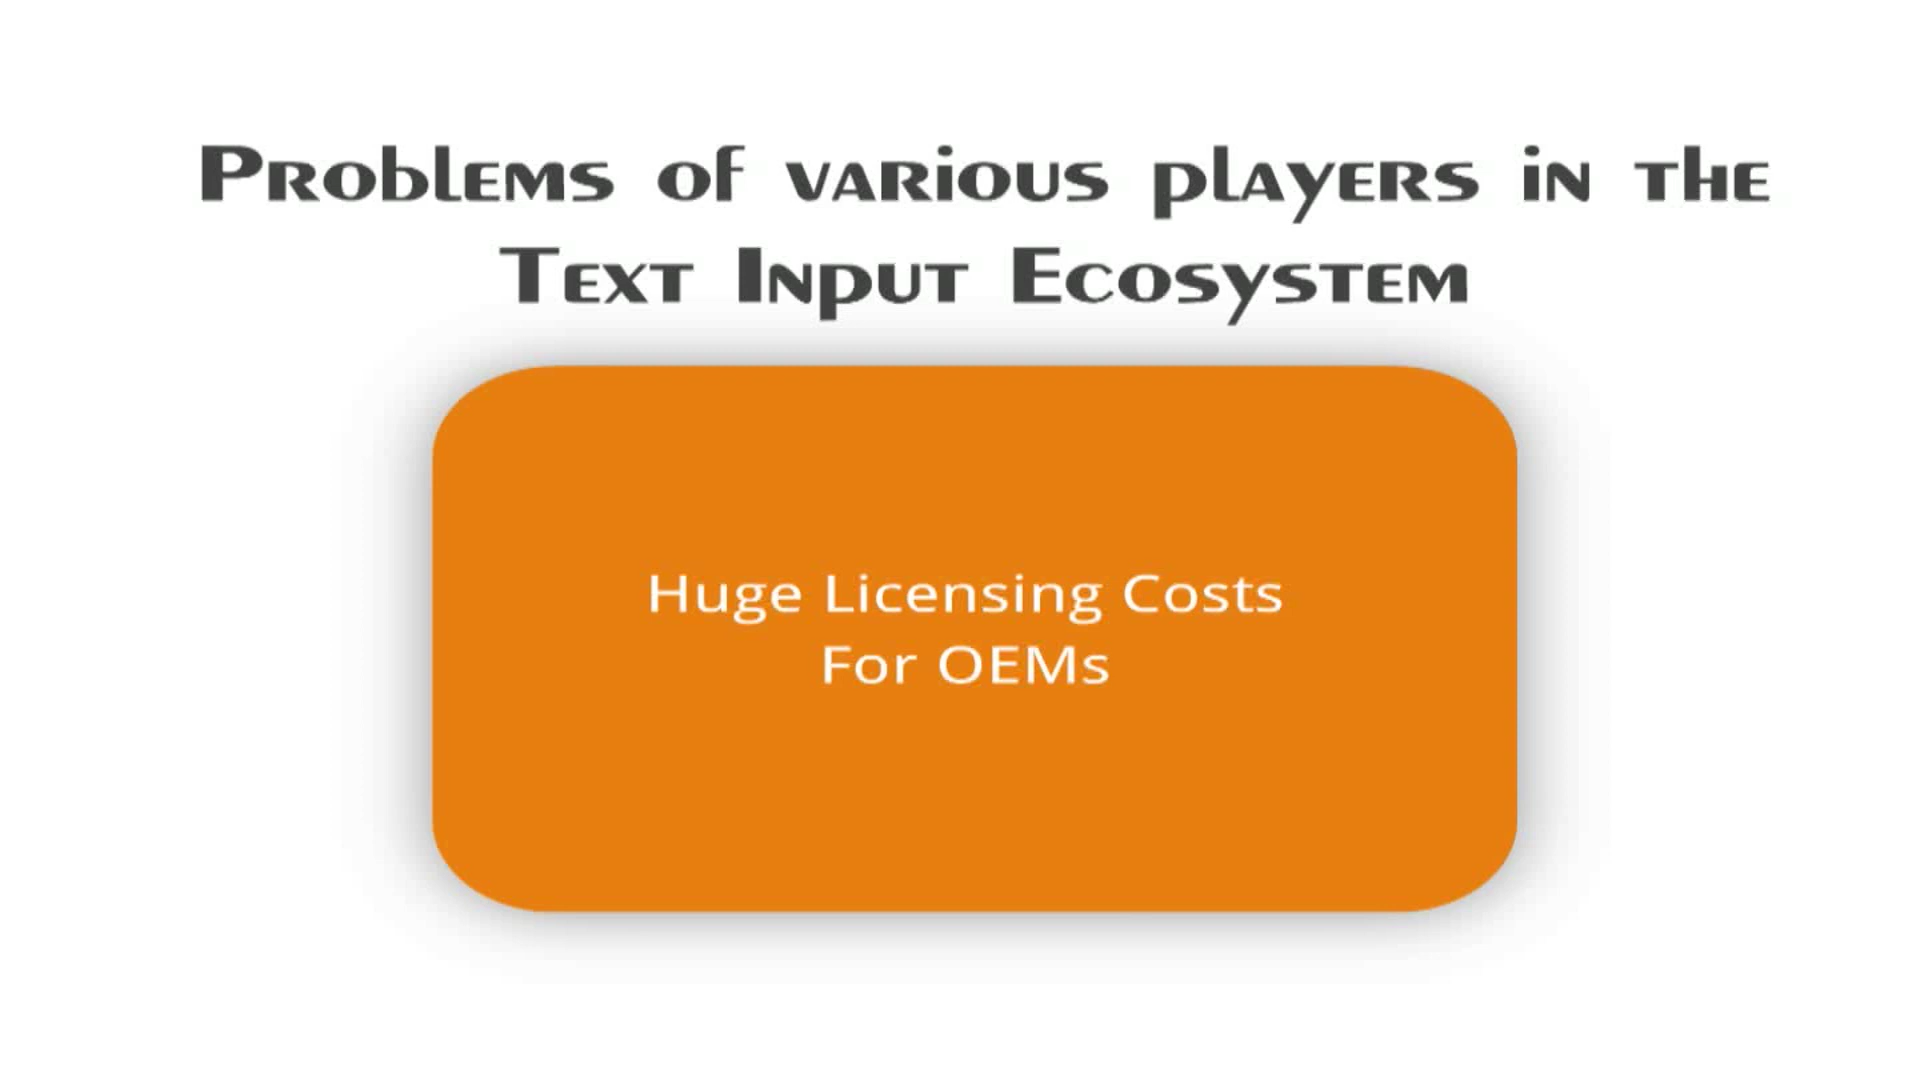 Problems of various players in the
Text Input Ecosystem
Huge Licensing Costs
For OEMs